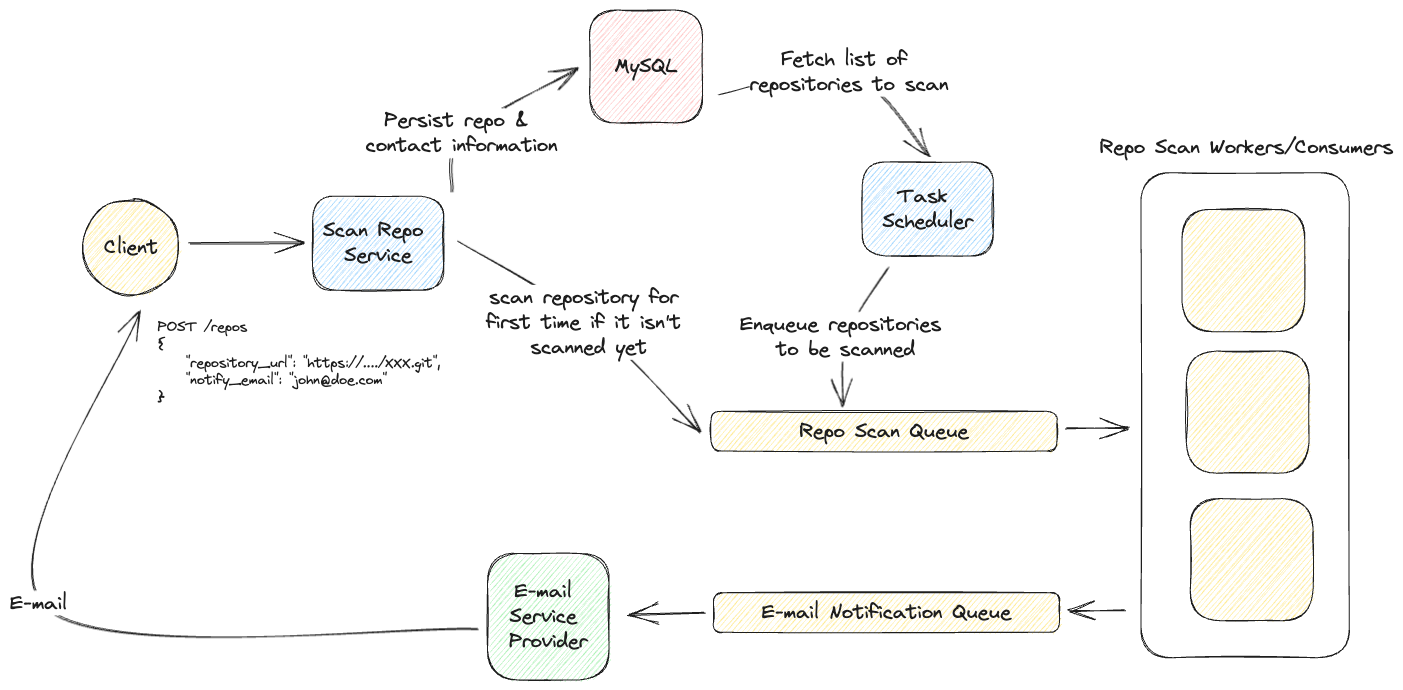 MySQL
Fetch list of
repositories to scan
Persist repo &
contact information
Repo Scan Workers/Consumers
Task
Scheduler
Client
Scan Repo
Service
scan repository for
first time if it isn't
scanned yet
Enqueue repositories
to be scanned
POST /repos
{
"repository_url": "https://..../XXX.git",
"notify_email": "john@doe.com"
}
Repo Scan Queue
E-mail
Service
Provider
E-mail Notification Queue
E-mail